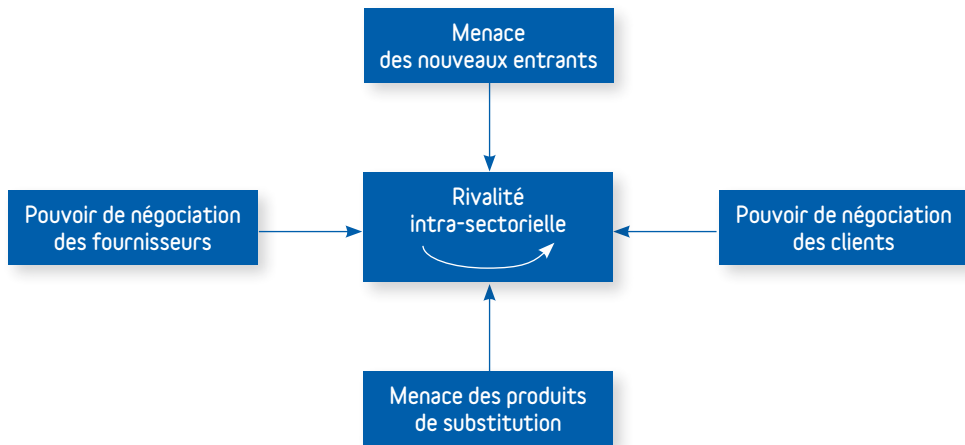 Menace
des nouveaux entrants
Pouvoir de négociation
des fournisseurs
Rivalité
intra-sectorielle
Pouvoir de négociation
des clients
Menace des produits
de substitution